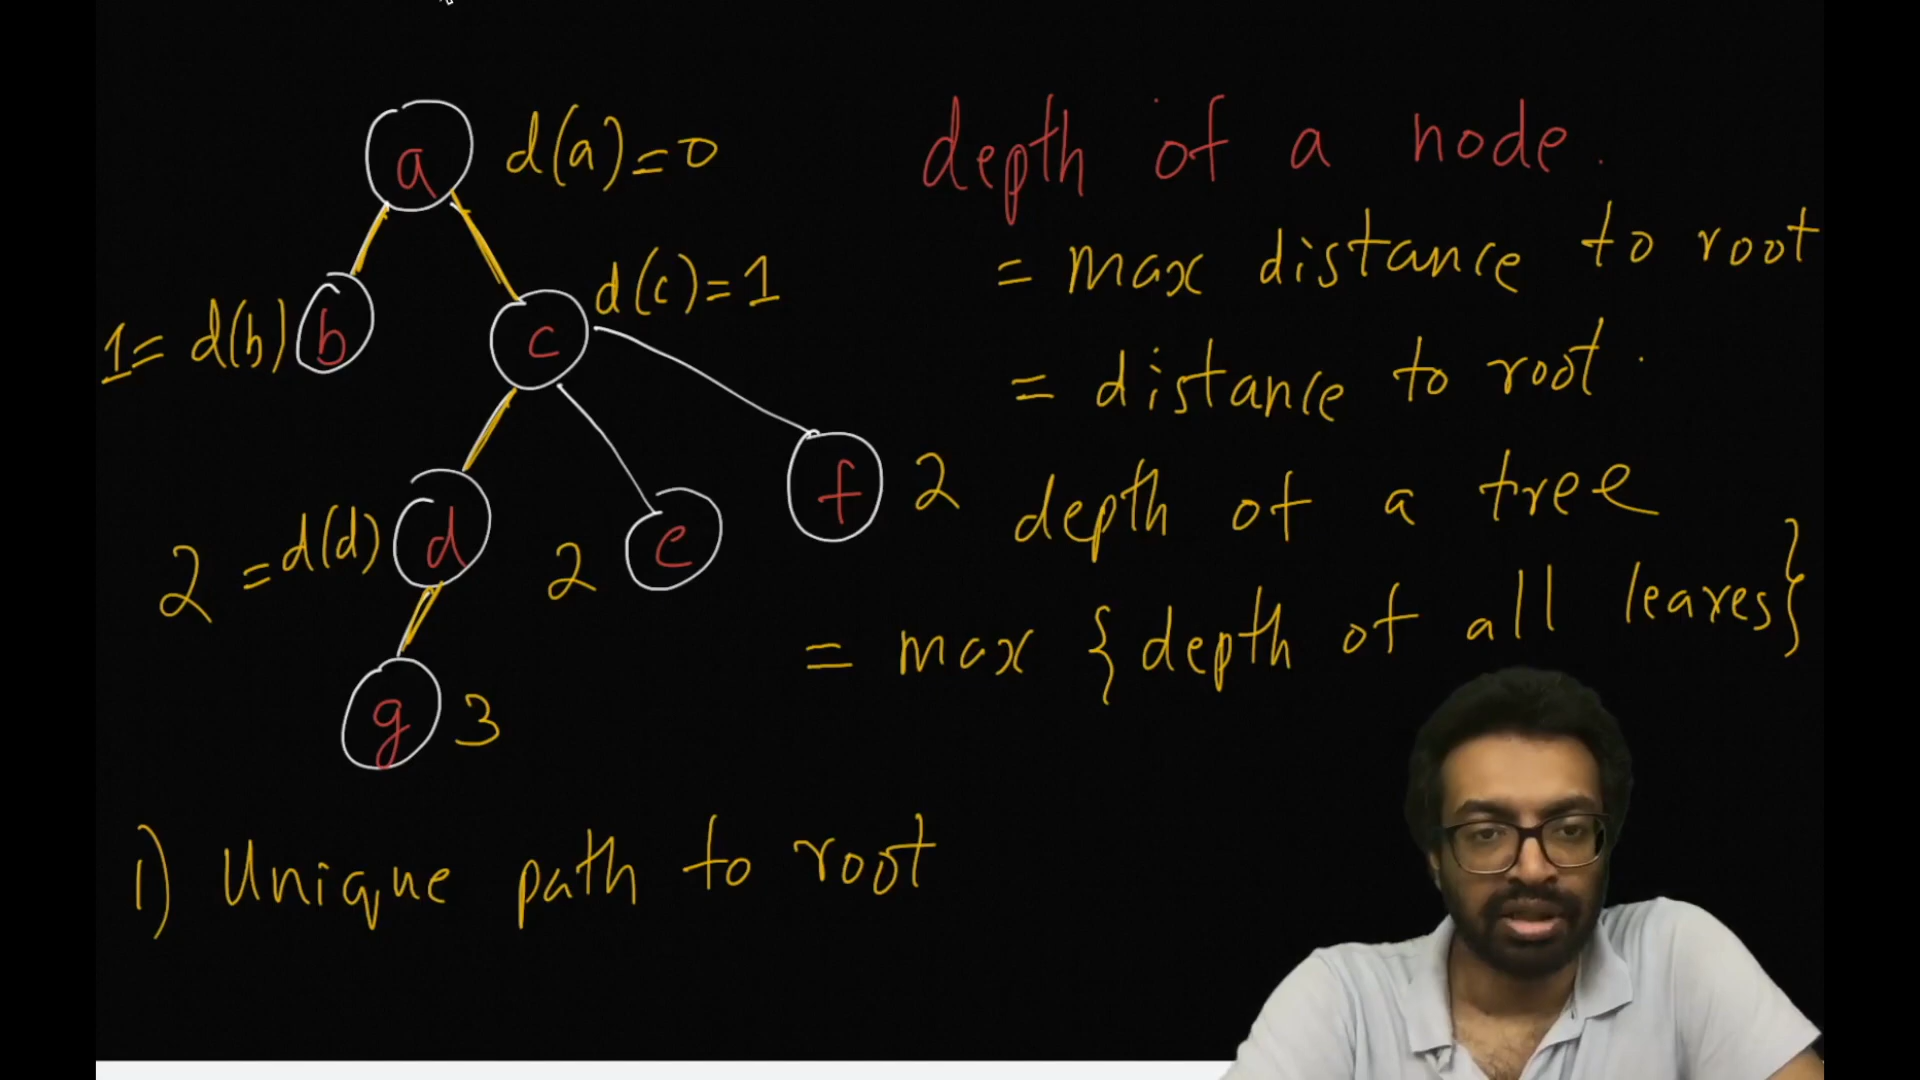 a d(a)=0
depth of a node.
= max distance to root
1= d(b) b
c d(c)=1
= distance to root.
2 =d(d) d
2 e
f 2
depth of a tree
= max {depth of all leaves}
g 3
1) Unique path to root